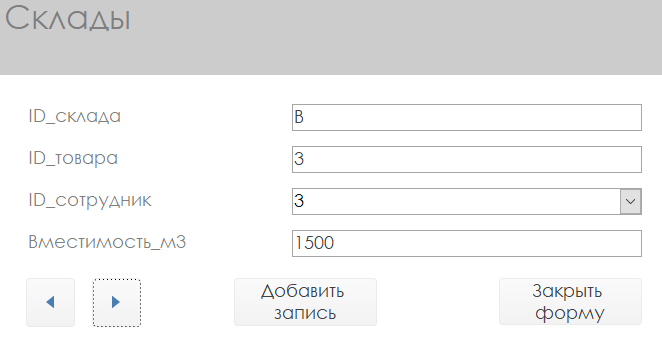 Склады
ID_склада
B
ID_товара
3
ID_сотрудник
3
Вместимость_м3
1500
Добавить
запись
Закрыть
форму